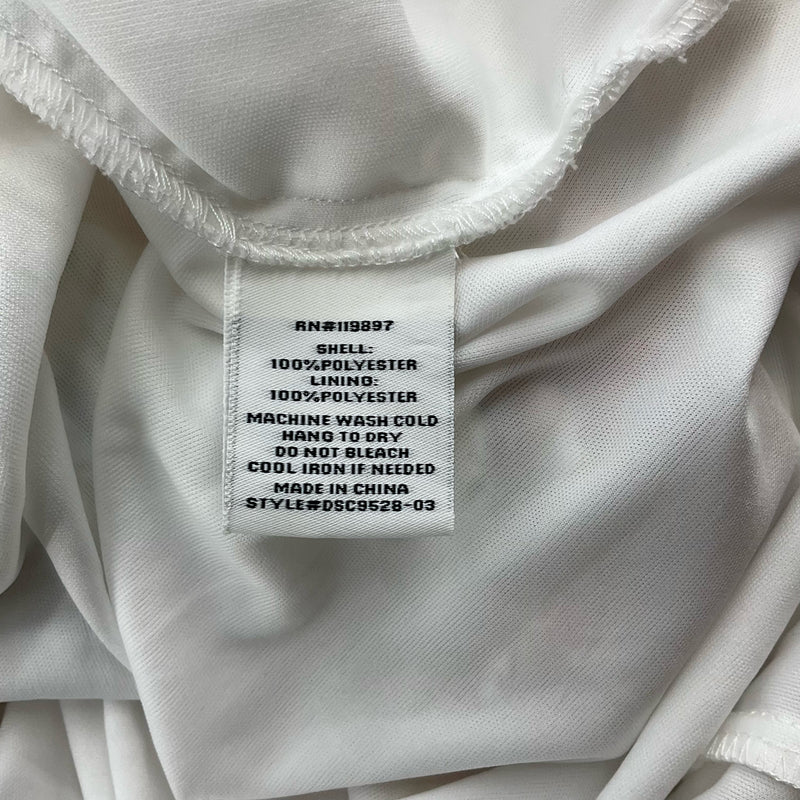 RN#119897
SHELL:
100%POLYESTER
LINING:
100%POLYESTER
MACHINE WASH COLD
HANG TO DRY
DO NOT BLEACH
COOL IRON IF NEEDED
MADE IN CHINA
STYLE#DSC9528-03